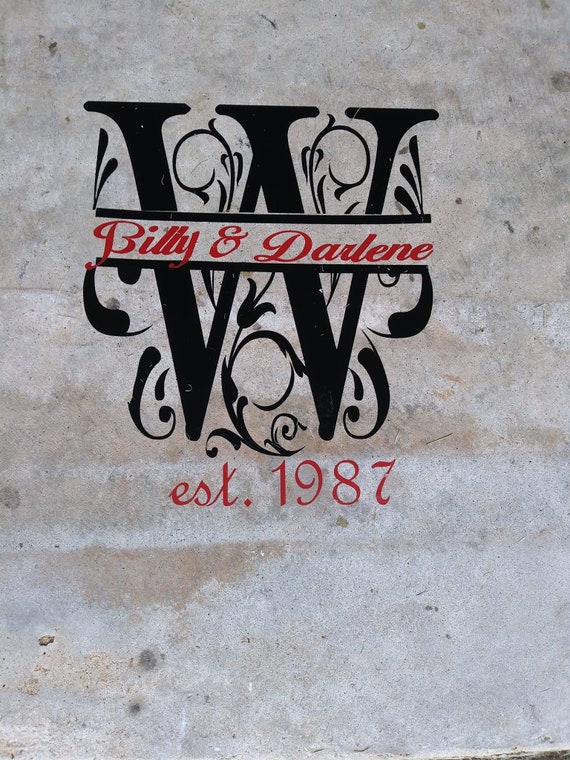 W
Billy & Darlene
est. 1987